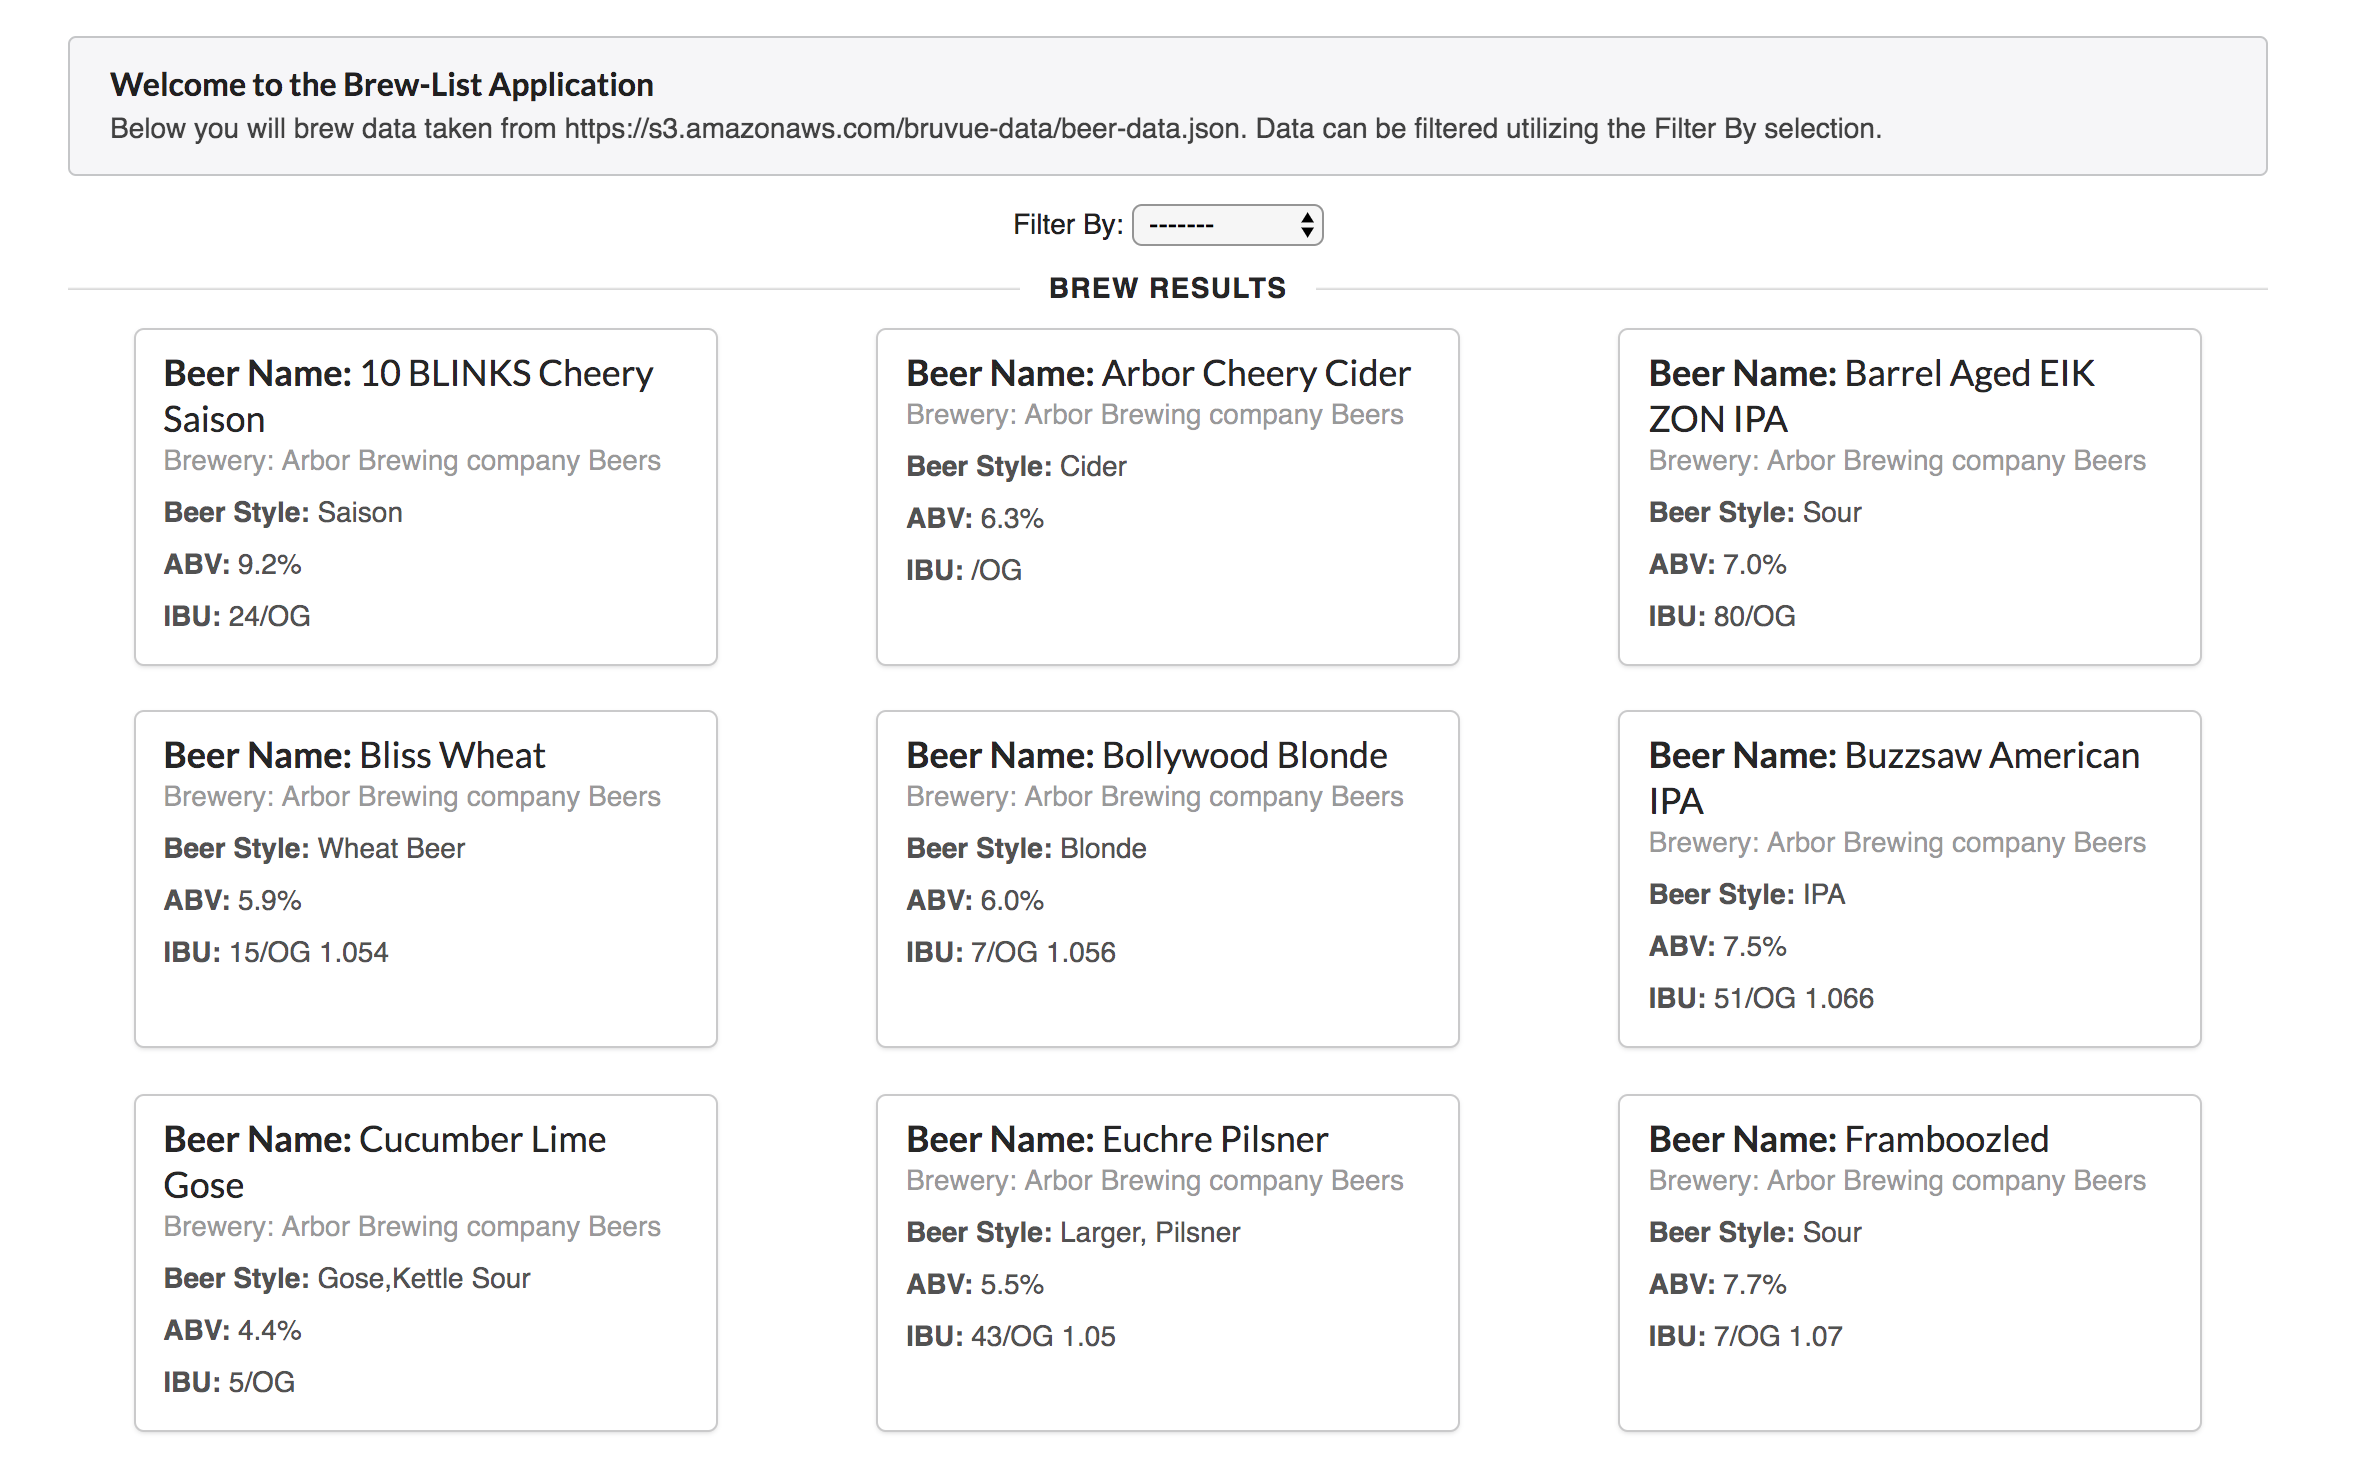 Welcome to the Brew-List Application
Below you will brew data taken from https://s3.amazonaws.com/bruvue-data/beer-data.json. Data can be filtered utilizing the Filter By selection.
Filter By: -------
BREW RESULTS
Beer Name: 10 BLINKS Cheery
Saison
Brewery: Arbor Brewing company Beers
Beer Style: Saison
ABV: 9.2%
IBU: 24/OG
Beer Name: Arbor Cheery Cider
Brewery: Arbor Brewing company Beers
Beer Style: Cider
ABV: 6.3%
IBU: /OG
Beer Name: Barrel Aged EIK
ZON IPA
Brewery: Arbor Brewing company Beers
Beer Style: Sour
ABV: 7.0%
IBU: 80/OG
Beer Name: Bliss Wheat
Brewery: Arbor Brewing company Beers
Beer Style: Wheat Beer
ABV: 5.9%
IBU: 15/OG 1.054
Beer Name: Bollywood Blonde
Brewery: Arbor Brewing company Beers
Beer Style: Blonde
ABV: 6.0%
IBU: 7/OG 1.056
Beer Name: Buzzsaw American
IPA
Brewery: Arbor Brewing company Beers
Beer Style: IPA
ABV: 7.5%
IBU: 51/OG 1.066
Beer Name: Cucumber Lime
Gose
Brewery: Arbor Brewing company Beers
Beer Style: Gose,Kettle Sour
ABV: 4.4%
IBU: 5/OG
Beer Name: Euchre Pilsner
Brewery: Arbor Brewing company Beers
Beer Style: Larger, Pilsner
ABV: 5.5%
IBU: 43/OG 1.05
Beer Name: Framboozled
Brewery: Arbor Brewing company Beers
Beer Style: Sour
ABV: 7.7%
IBU: 7/OG 1.07